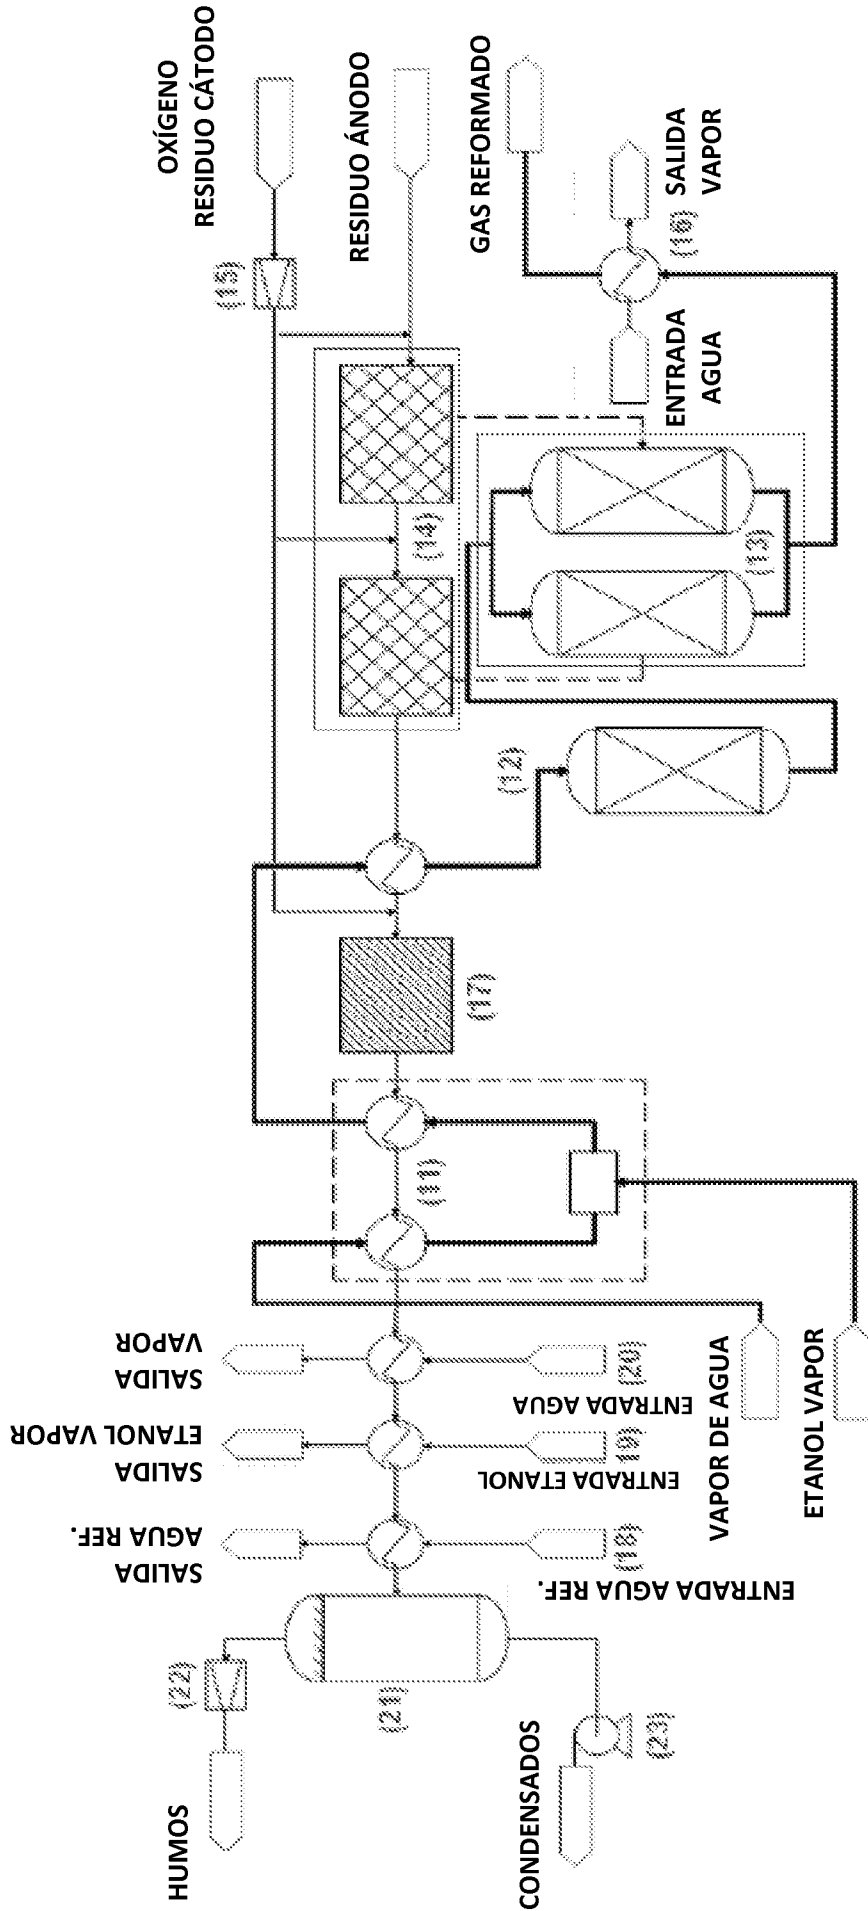 OXÍGENO
RESIDUO CÁTODO
(15)
RESIDUO ÁNODO
GAS REFORMADO
SALIDA
VAPOR
(16)
ENTRADA
AGUA
(14)
(13)
(12)
(17)
(11)
SALIDA
VAPOR
ENTRADA AGUA
(20)
SALIDA
ETANOL VAPOR
ENTRADA ETANOL
19)
SALIDA
AGUA REF.
ENTRADA AGUA REF.
(18)
VAPOR DE AGUA
ETANOL VAPOR
(21)
(22)
HUMOS
(23)
CONDENSADOS